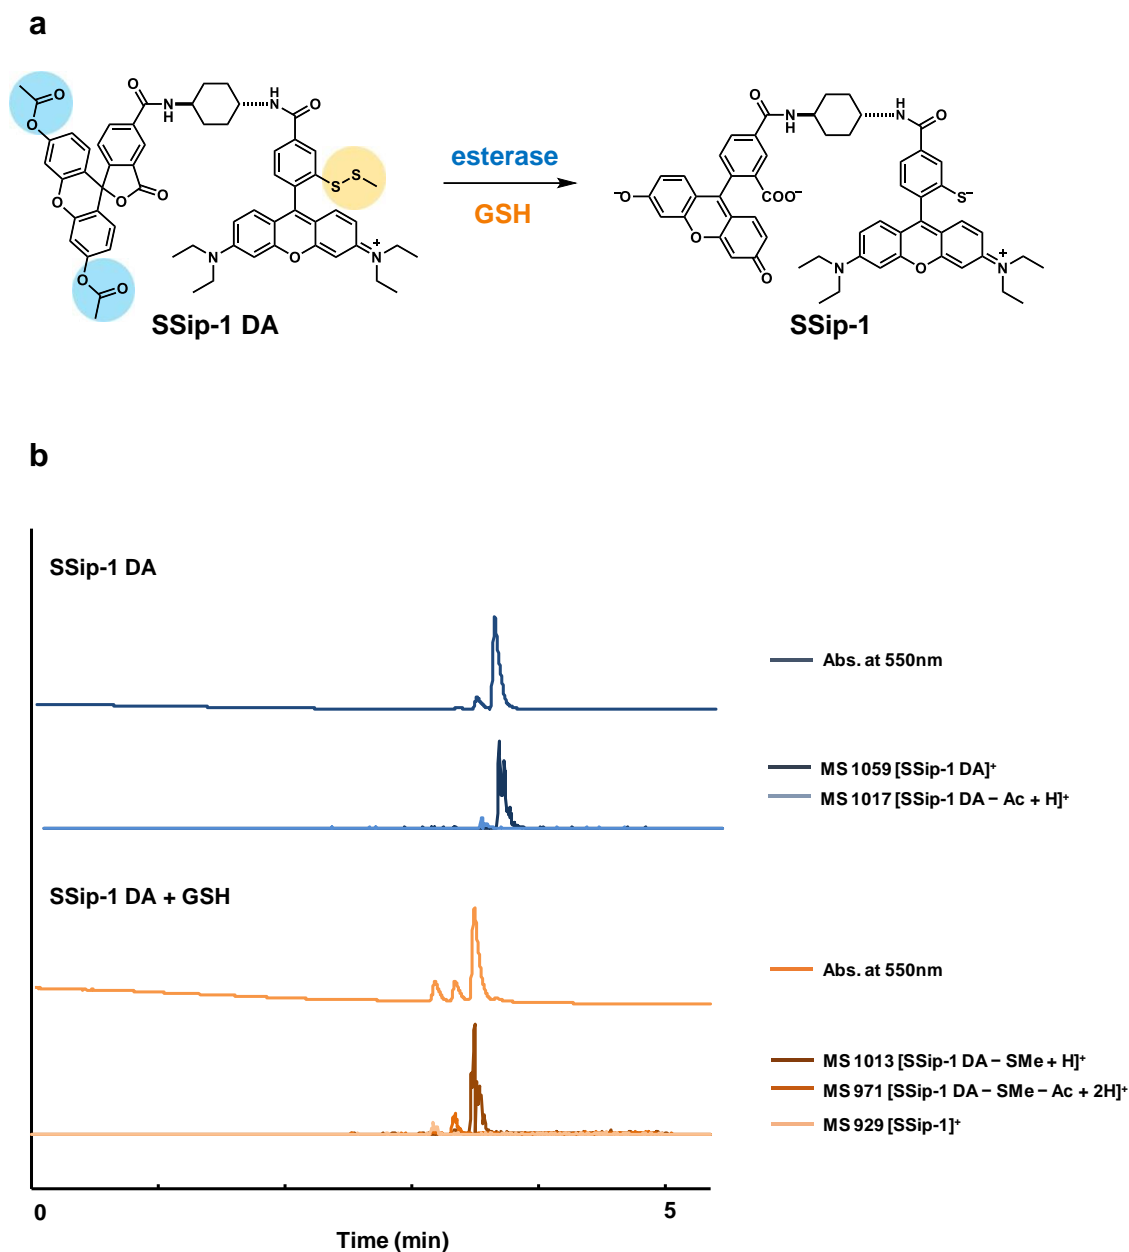 a
O
O
O
O
N
H
H
N
O
O
O
O
O
S
S
N
O
N
+
O
O
SSip-1 DA
esterase
GSH
O
N
H
H
N
O
⁻O
COO⁻
S⁻
O
O
N
O
N
+
SSip-1
b
SSip-1 DA
Abs. at 550nm
MS 1059 [SSip-1 DA]⁺
MS 1017 [SSip-1 DA − Ac + H]⁺
SSip-1 DA + GSH
Abs. at 550nm
MS 1013 [SSip-1 DA − SMe + H]⁺
MS 971 [SSip-1 DA − SMe − Ac + 2H]⁺
MS 929 [SSip-1]⁺
0
5
Time (min)